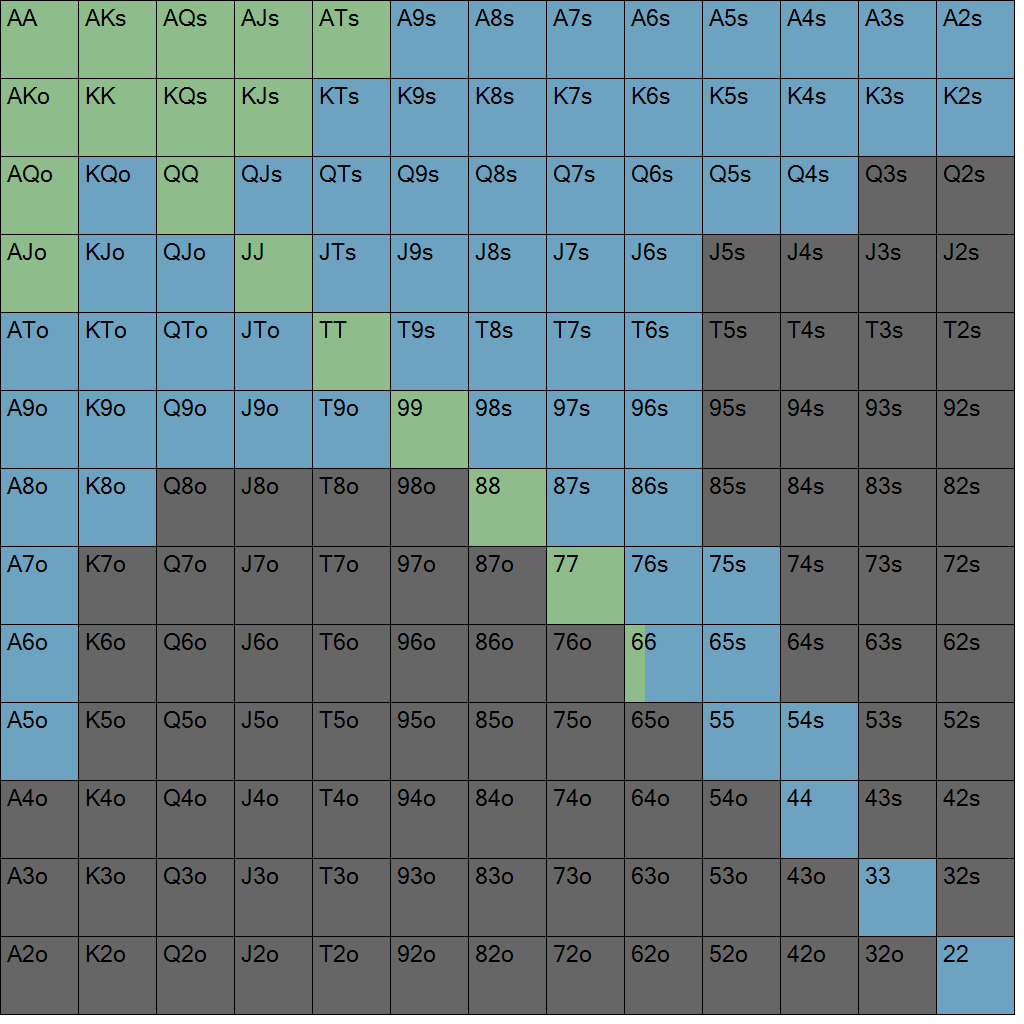 AA AKs AQs AJs ATs A9s A8s A7s A6s A5s A4s A3s A2s
AKo KK KQs KJs KTs K9s K8s K7s K6s K5s K4s K3s K2s
AQo KQo QQ QJs QTs Q9s Q8s Q7s Q6s Q5s Q4s Q3s Q2s
AJo KJo QJo JJ JTs J9s J8s J7s J6s J5s J4s J3s J2s
ATo KTo QTo JTo TT T9s T8s T7s T6s T5s T4s T3s T2s
A9o K9o Q9o J9o T9o 99 98s 97s 96s 95s 94s 93s 92s
A8o K8o Q8o J8o T8o 98o 88 87s 86s 85s 84s 83s 82s
A7o K7o Q7o J7o T7o 97o 87o 77 76s 75s 74s 73s 72s
A6o K6o Q6o J6o T6o 96o 86o 76o 66 65s 64s 63s 62s
A5o K5o Q5o J5o T5o 95o 85o 75o 65o 55 54s 53s 52s
A4o K4o Q4o J4o T4o 94o 84o 74o 64o 54o 44 43s 42s
A3o K3o Q3o J3o T3o 93o 83o 73o 63o 53o 43o 33 32s
A2o K2o Q2o J2o T2o 92o 82o 72o 62o 52o 42o 32o 22